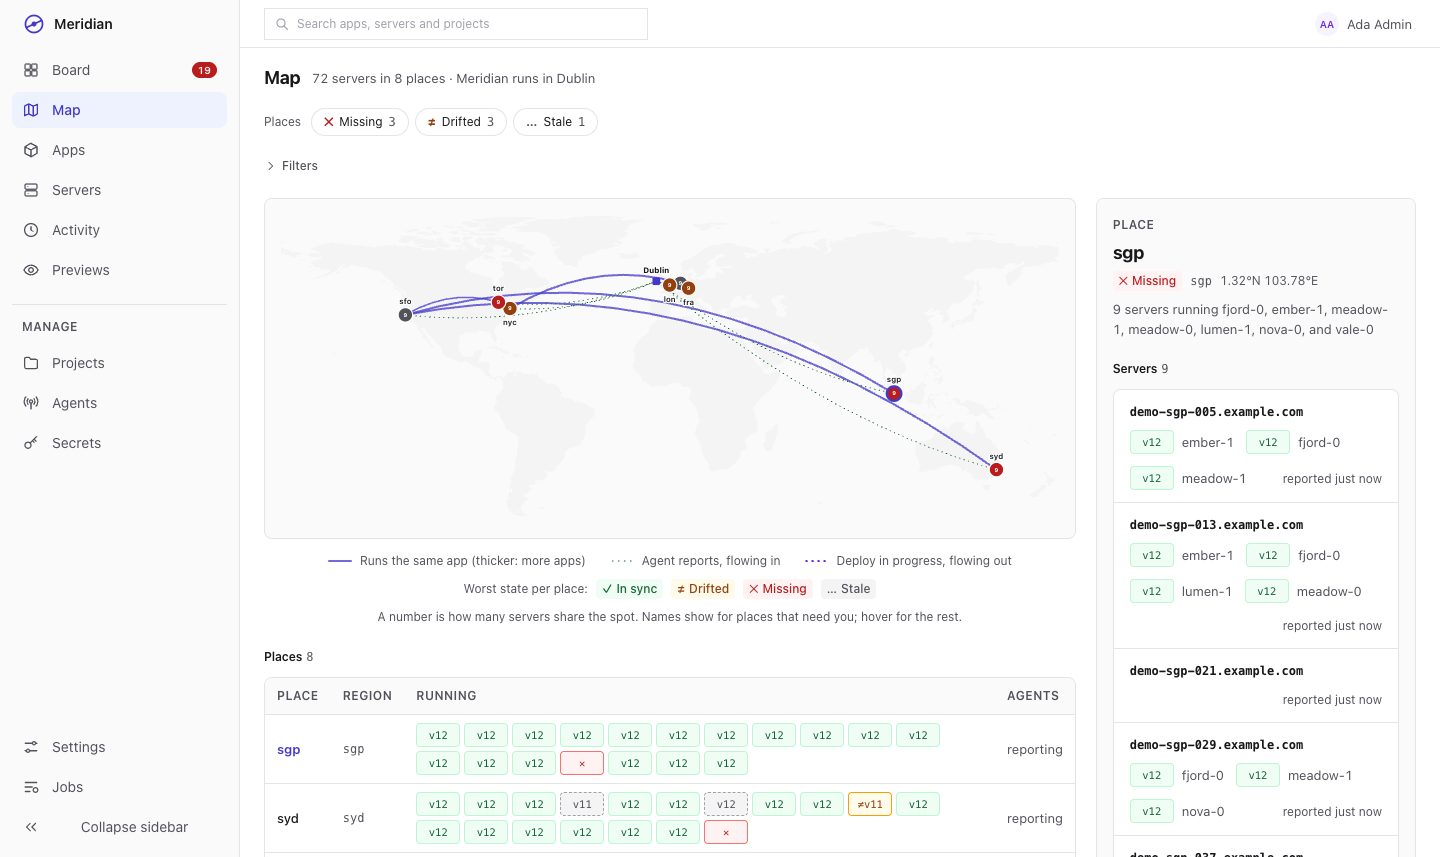 Meridian
Board 19
Map
Apps
Servers
Activity
Previews
MANAGE
Projects
Agents
Secrets
Settings
Jobs
Collapse sidebar
Search apps, servers and projects
AA Ada Admin
Map 72 servers in 8 places · Meridian runs in Dublin
Places × Missing 3 ≠ Drifted 3 … Stale 1
Filters
Dublin
tor
9
sfo
9
9
nyc
9
9
lon
fra
sgp
9
syd
9
Runs the same app (thicker: more apps) Agent reports, flowing in Deploy in progress, flowing out
Worst state per place: ✓ In sync ≠ Drifted × Missing … Stale
A number is how many servers share the spot. Names show for places that need you; hover for the rest.
Places 8
PLACE REGION RUNNING AGENTS
sgp sgp v12 v12 v12 v12 v12 v12 v12 v12 v12 v12 v12 reporting
v12 v12 v12 × v12 v12 v12
syd syd v12 v12 v12 v11 v12 v12 v12 v12 v12 ≠v11 v12 reporting
v12 v12 v12 v12 v12 v12 ×
PLACE
sgp
× Missing sgp 1.32°N 103.78°E
9 servers running fjord-0, ember-1, meadow-
1, meadow-0, lumen-1, nova-0, and vale-0
Servers 9
demo-sgp-005.example.com
v12 ember-1 v12 fjord-0
v12 meadow-1 reported just now
demo-sgp-013.example.com
v12 ember-1 v12 fjord-0
v12 lumen-1 v12 meadow-0
reported just now
demo-sgp-021.example.com
reported just now
demo-sgp-029.example.com
v12 fjord-0 v12 meadow-1
v12 nova-0 reported just now
demo-sgp-037.example.com